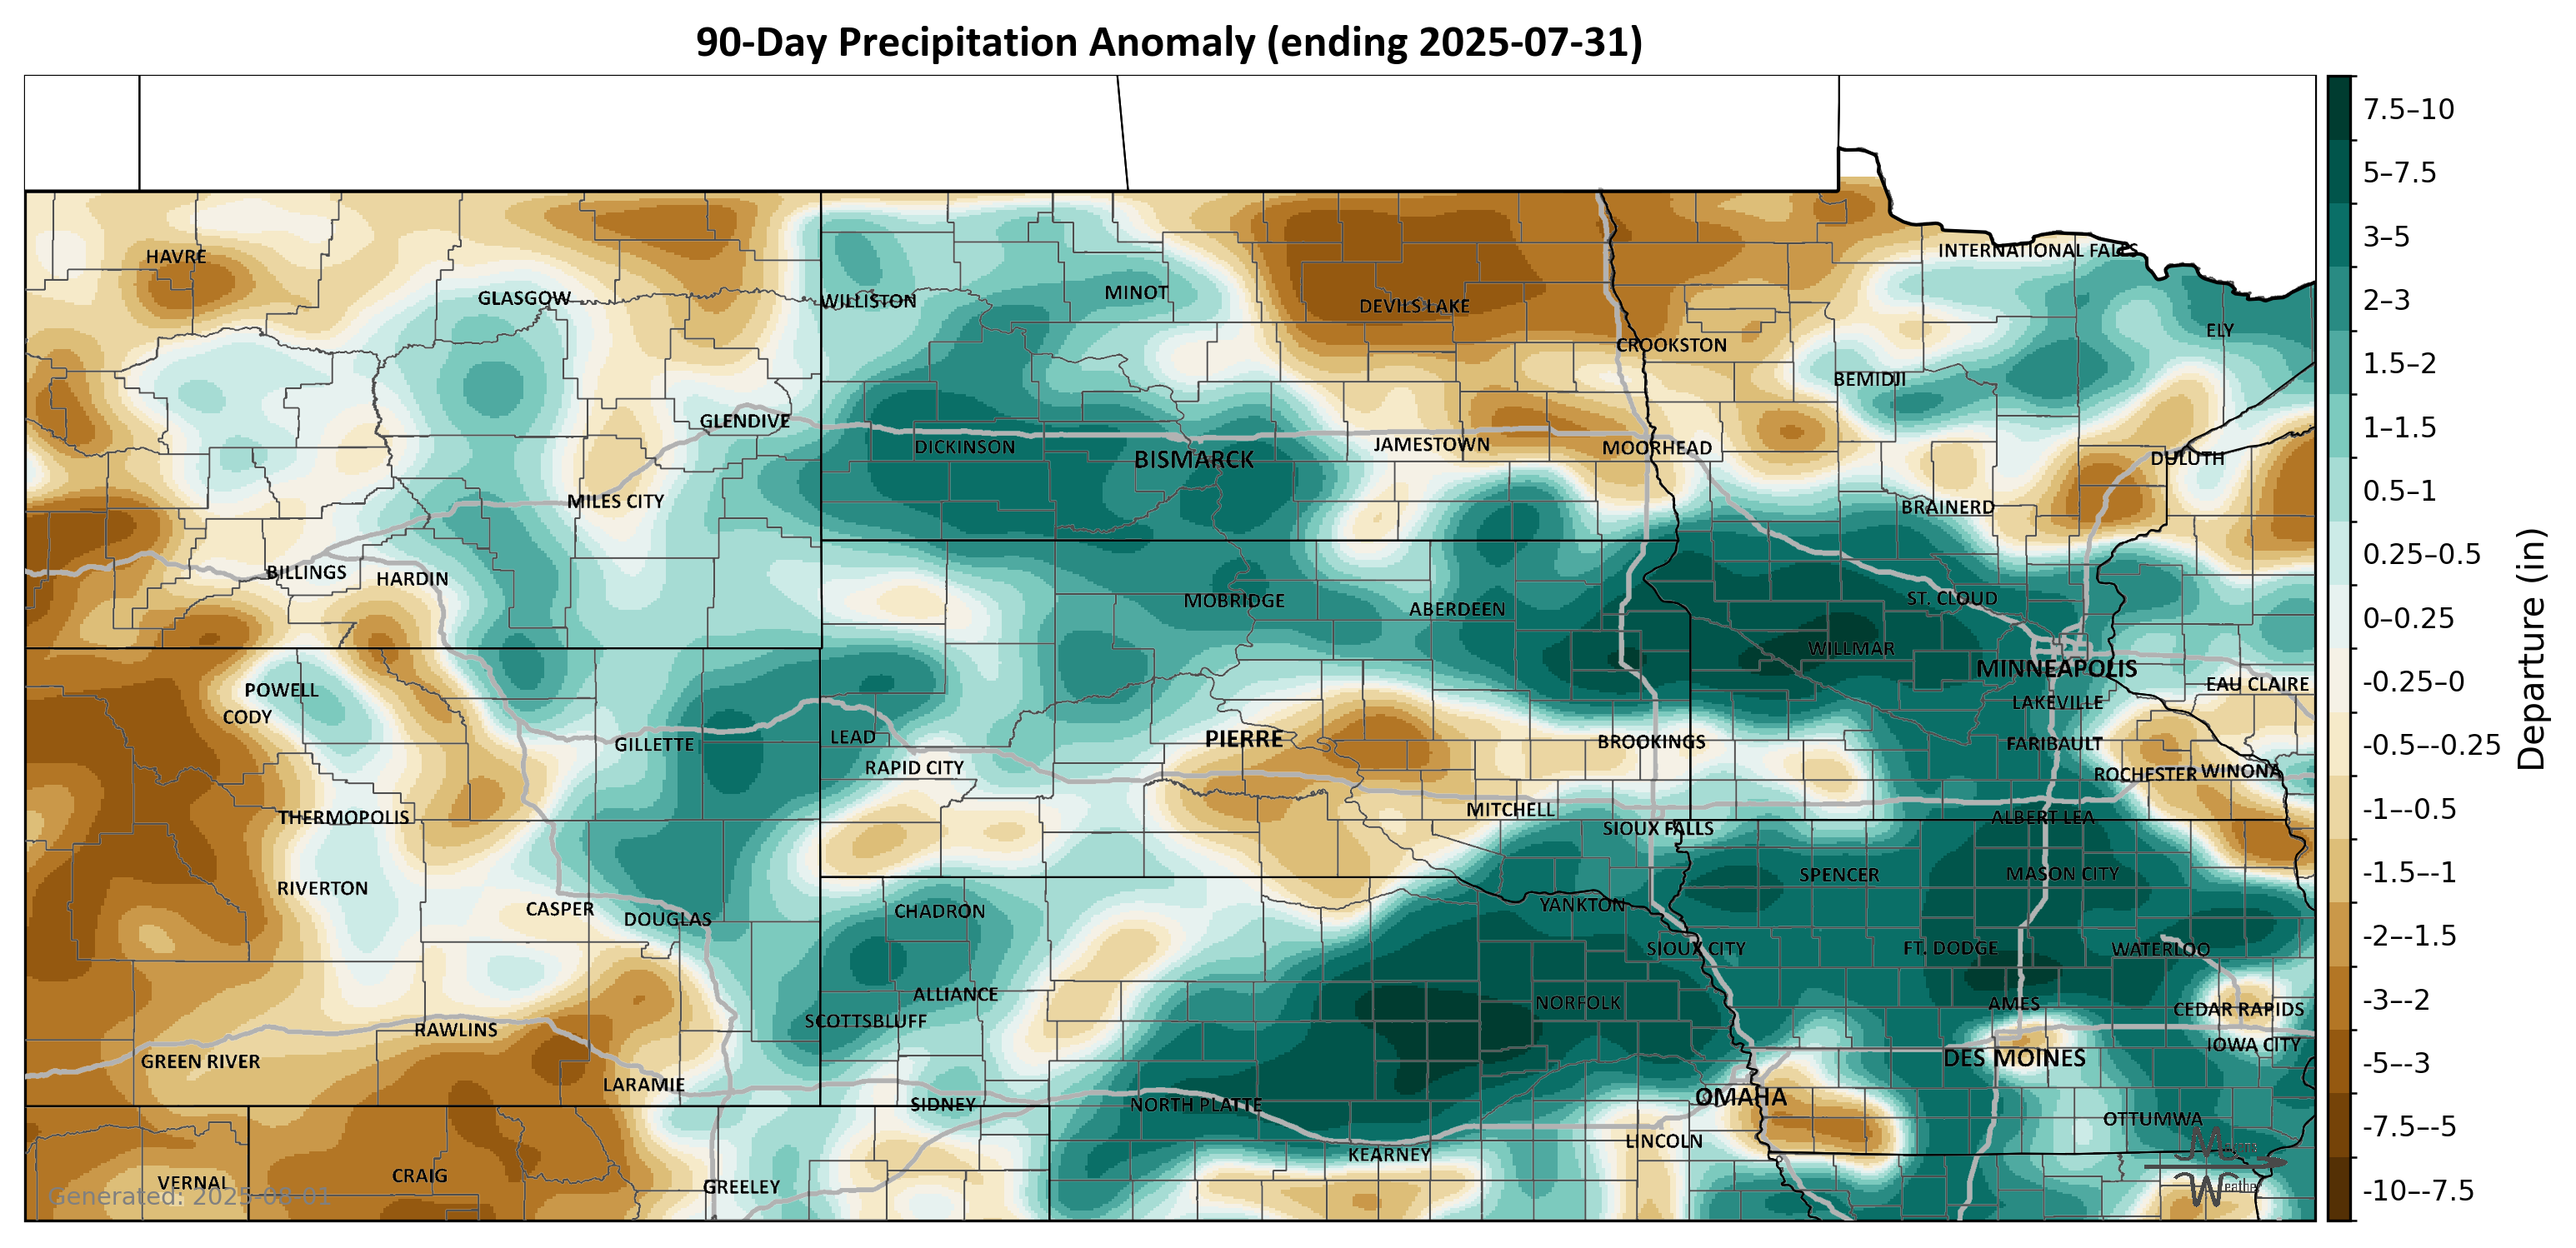 90-Day Precipitation Anomaly (ending 2025-07-31)
7.5–10
5–7.5
3–5
2–3
1.5–2
1–1.5
0.5–1
0.25–0.5
0–0.25
-0.25–0
-0.5–-0.25
-1–-0.5
-1.5–-1
-2–-1.5
-3–-2
-5–-3
-7.5–-5
-10–-7.5
Departure (in)
HAVRE
INTERNATIONAL FALLS
GLASGOW
WILLISTON
MINOT
DEVILS LAKE
ELY
CROOKSTON
BEMIDJI
GLENDIVE
DICKINSON
BISMARCK
JAMESTOWN
MOORHEAD
DULUTH
MILES CITY
BRAINERD
BILLINGS
HARDIN
MOBRIDGE
ABERDEEN
ST. CLOUD
WILLMAR
MINNEAPOLIS
POWELL
EAU CLAIRE
CODY
LAKEVILLE
GILLETTE
LEAD
PIERRE
BROOKINGS
FARIBAULT
RAPID CITY
ROCHESTER
WINONA
THERMOPOLIS
MITCHELL
ALBERT LEA
SIOUX FALLS
RIVERTON
SPENCER
MASON CITY
CASPER
DOUGLAS
CHADRON
YANKTON
SIOUX CITY
FT. DODGE
WATERLOO
ALLIANCE
NORFOLK
AMES
CEDAR RAPIDS
SCOTTSBLUFF
RAWLINS
IOWA CITY
GREEN RIVER
DES MOINES
LARAMIE
SIDNEY
NORTH PLATTE
OMAHA
OTTUMWA
LINCOLN
KEARNEY
VERNAL
CRAIG
GREELEY
Generated: 2025-08-01
Weather